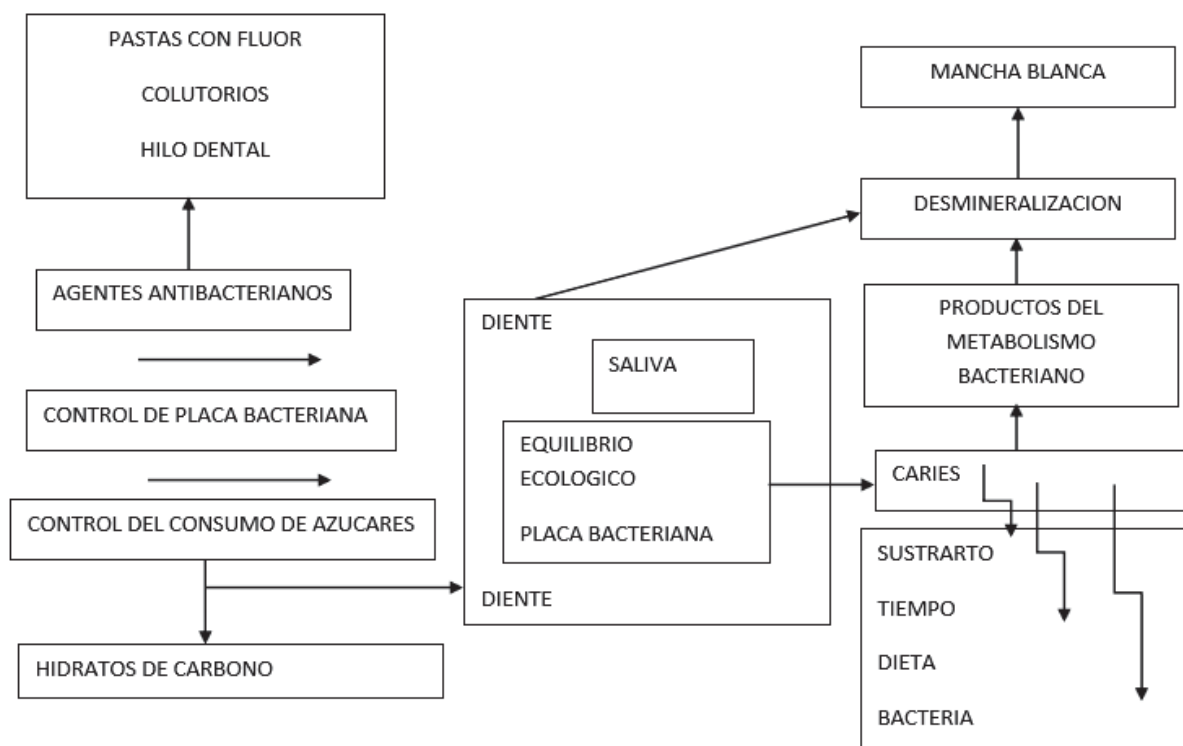 PASTAS CON FLUOR
COLUTORIOS
HILO DENTAL
AGENTES ANTIBACTERIANOS
CONTROL DE PLACA BACTERIANA
CONTROL DEL CONSUMO DE AZUCARES
HIDRATOS DE CARBONO
DIENTE
SALIVA
EQUILIBRIO
ECOLOGICO
PLACA BACTERIANA
DIENTE
MANCHA BLANCA
DESMINERALIZACION
PRODUCTOS DEL
METABOLISMO
BACTERIANO
CARIES
SUSTRARTO
TIEMPO
DIETA
BACTERIA